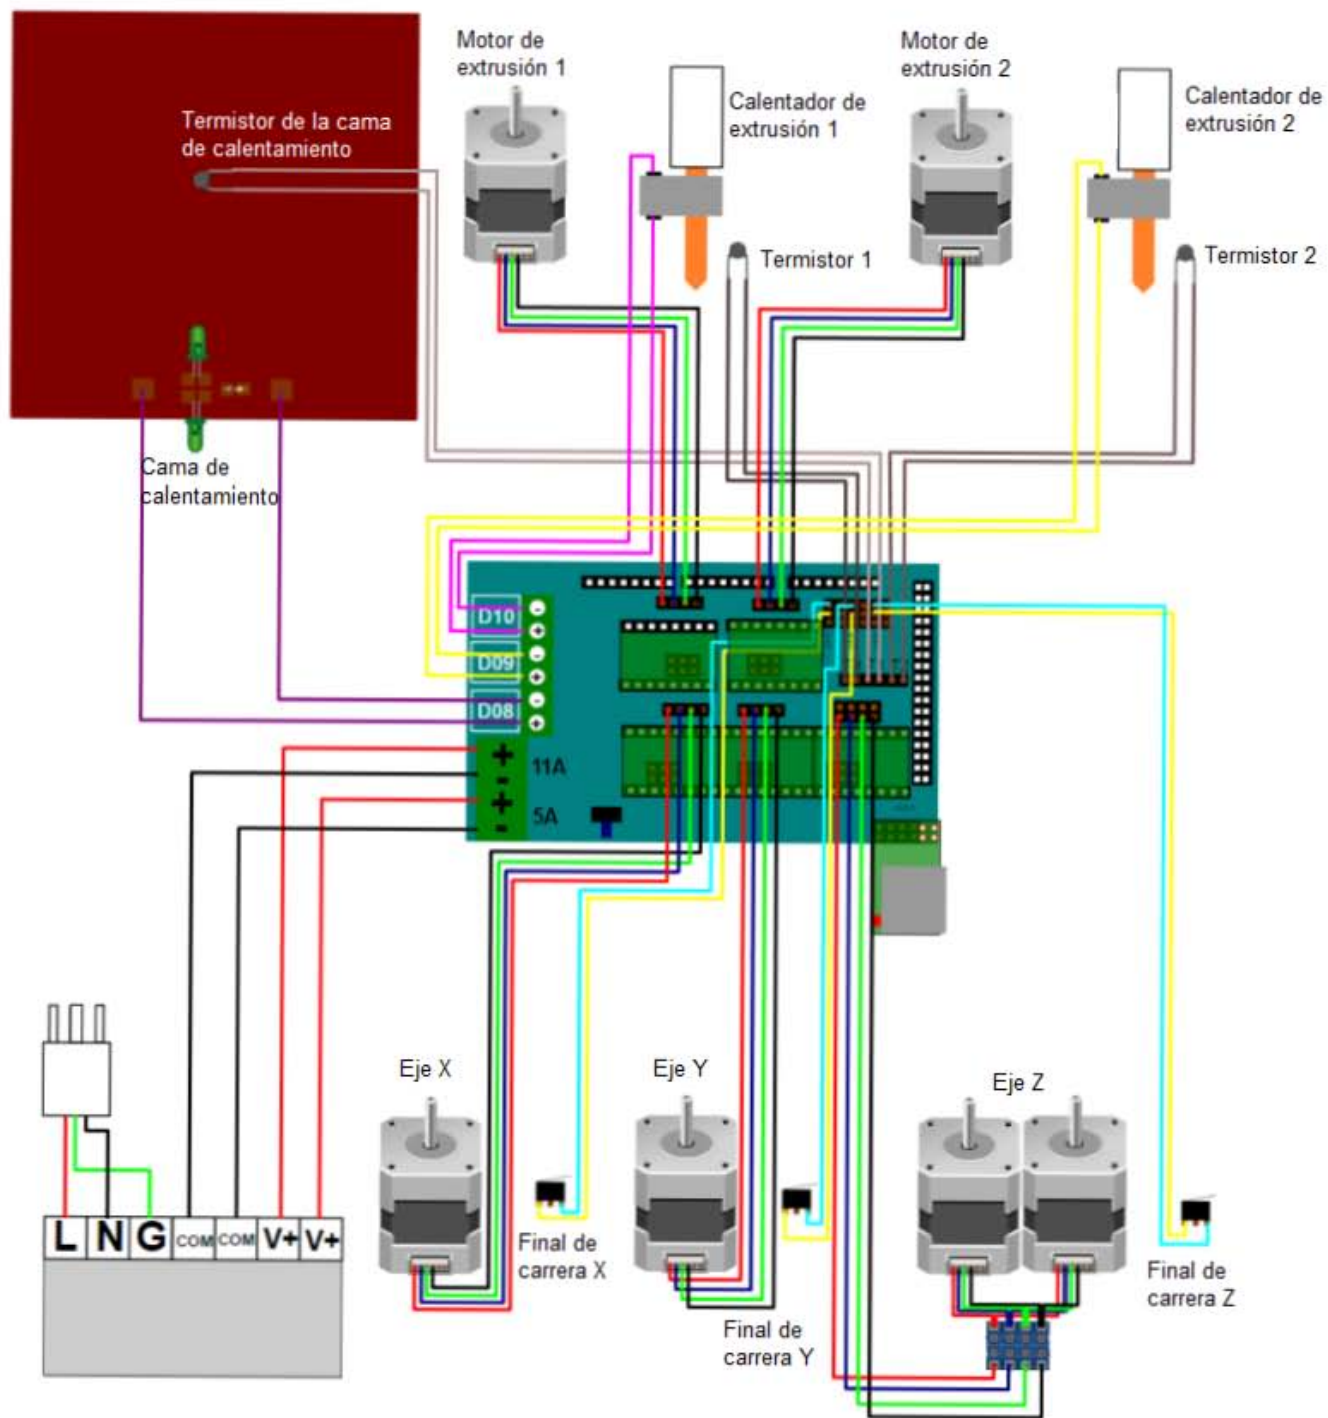 Motor de
extrusión 1
Calentador de
extrusión 1
Motor de
extrusión 2
Calentador de
extrusión 2
Termistor de la cama
de calentamiento
Termistor 1
Termistor 2
Cama de
calentamiento
D10
-
+
D09
-
+
D08
-
+
+
11A
-
+
5A
-
Eje X
Eje Y
Eje Z
Final de
carrera X
Final de
carrera Y
Final de
carrera Z
L N G COM COM V+ V+